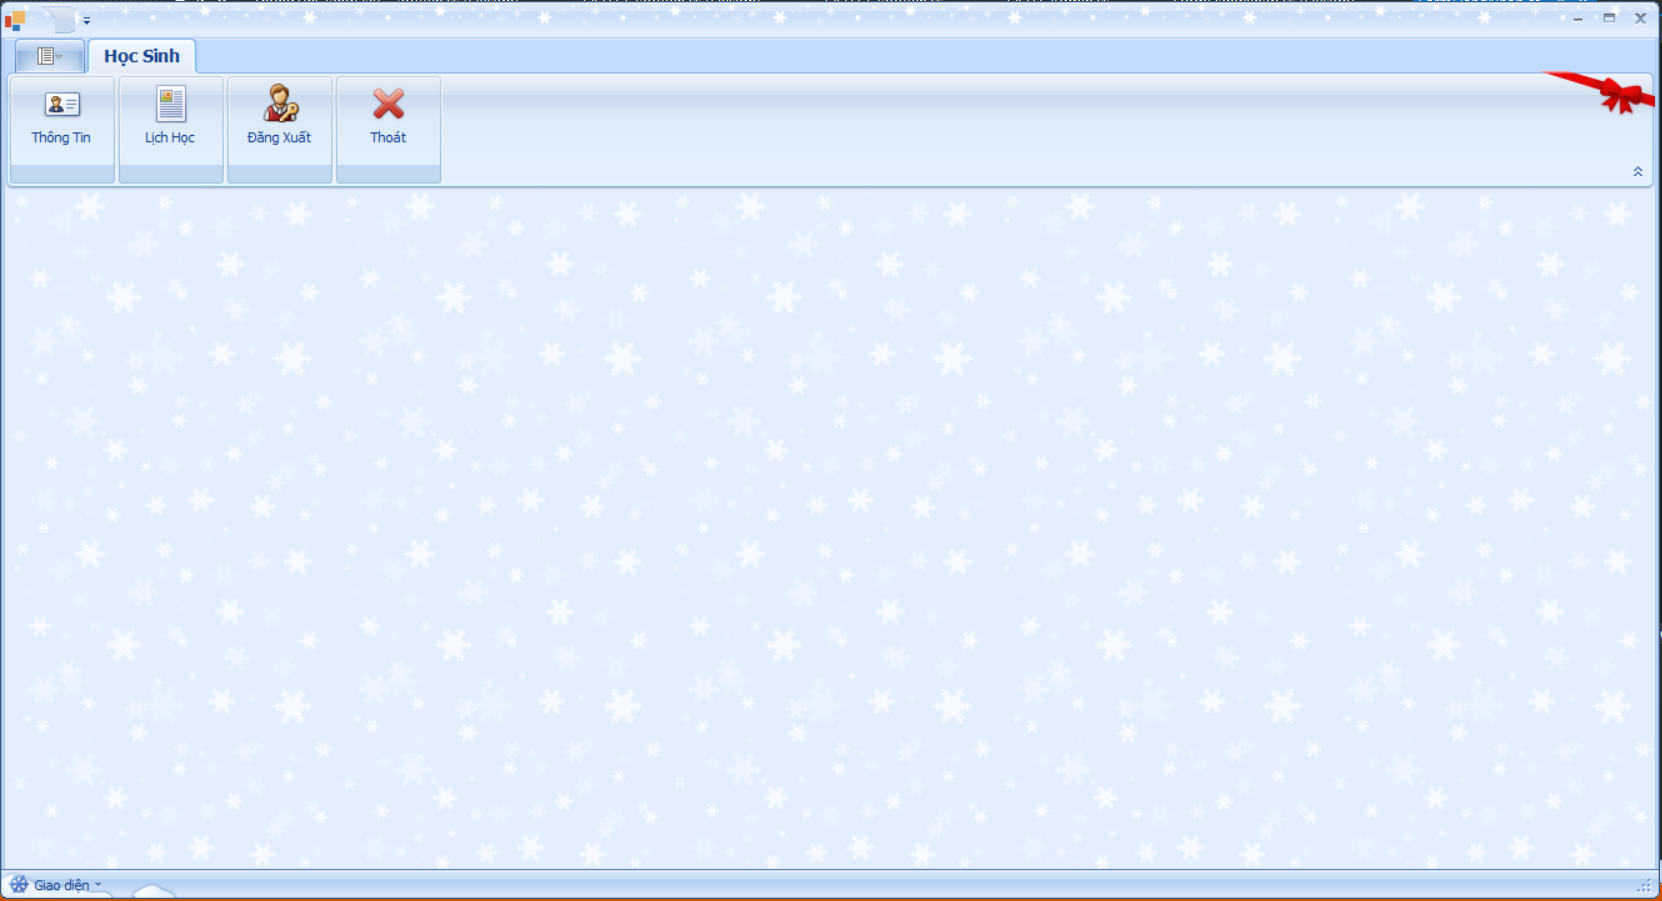 Học Sinh
Thông Tin
Lịch Học
Đăng Xuất
Thoát
Giao diện